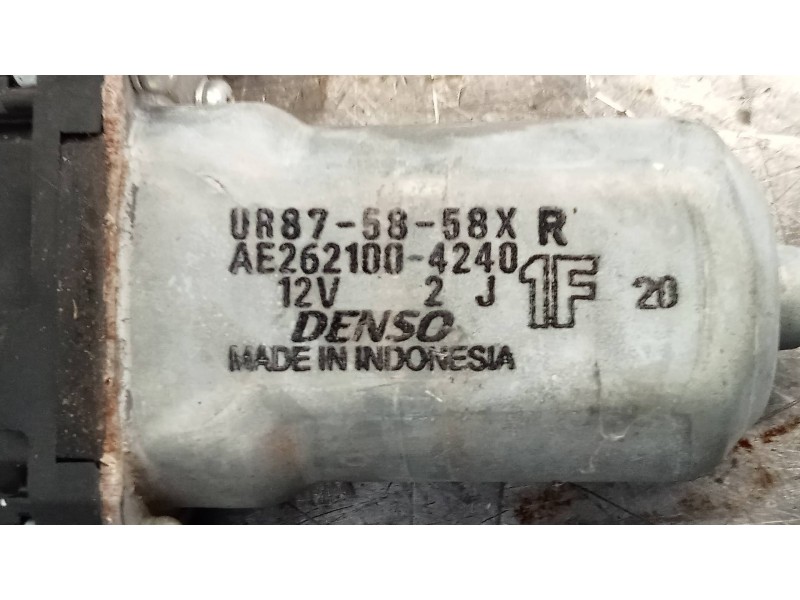 UR87-58-58X R
AE262100-4240
12V 2 J 1F 20
DENSO
MADE IN INDONESIA